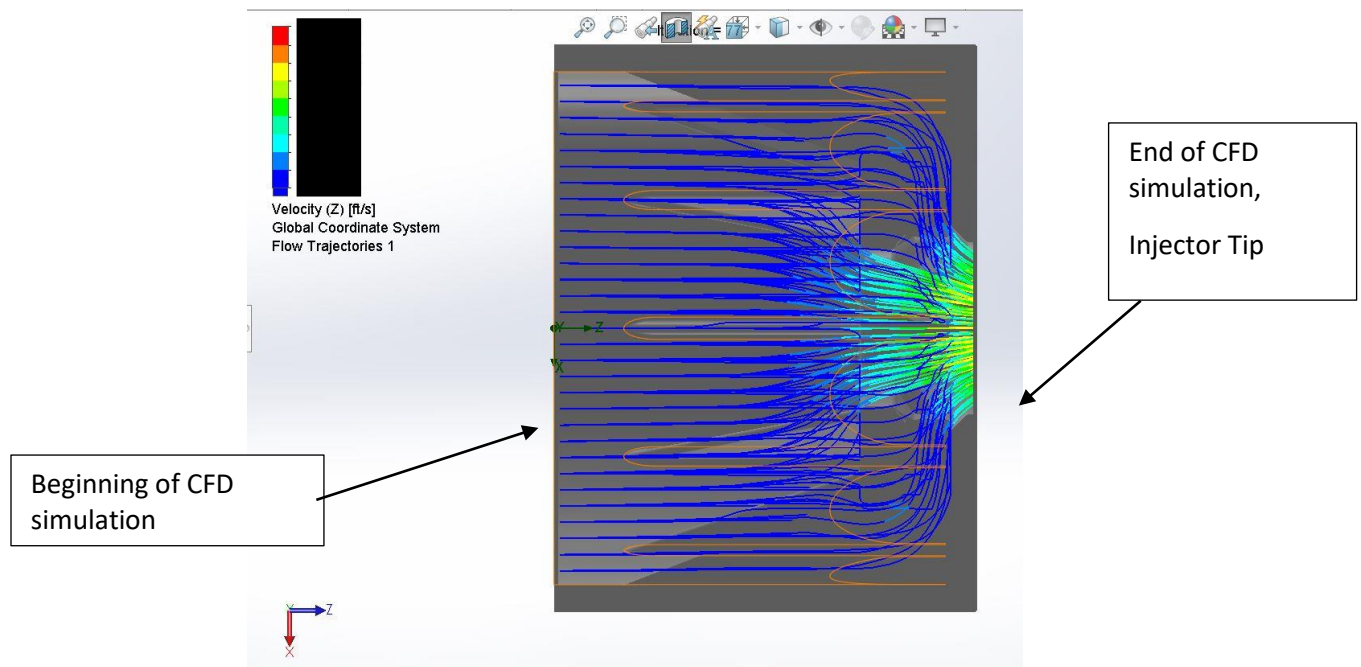 Velocity (Z) [ft/s]
Global Coordinate System
Flow Trajectories 1
Y
Z
X
Beginning of CFD
simulation
End of CFD
simulation,
Injector Tip
Y
Z
X